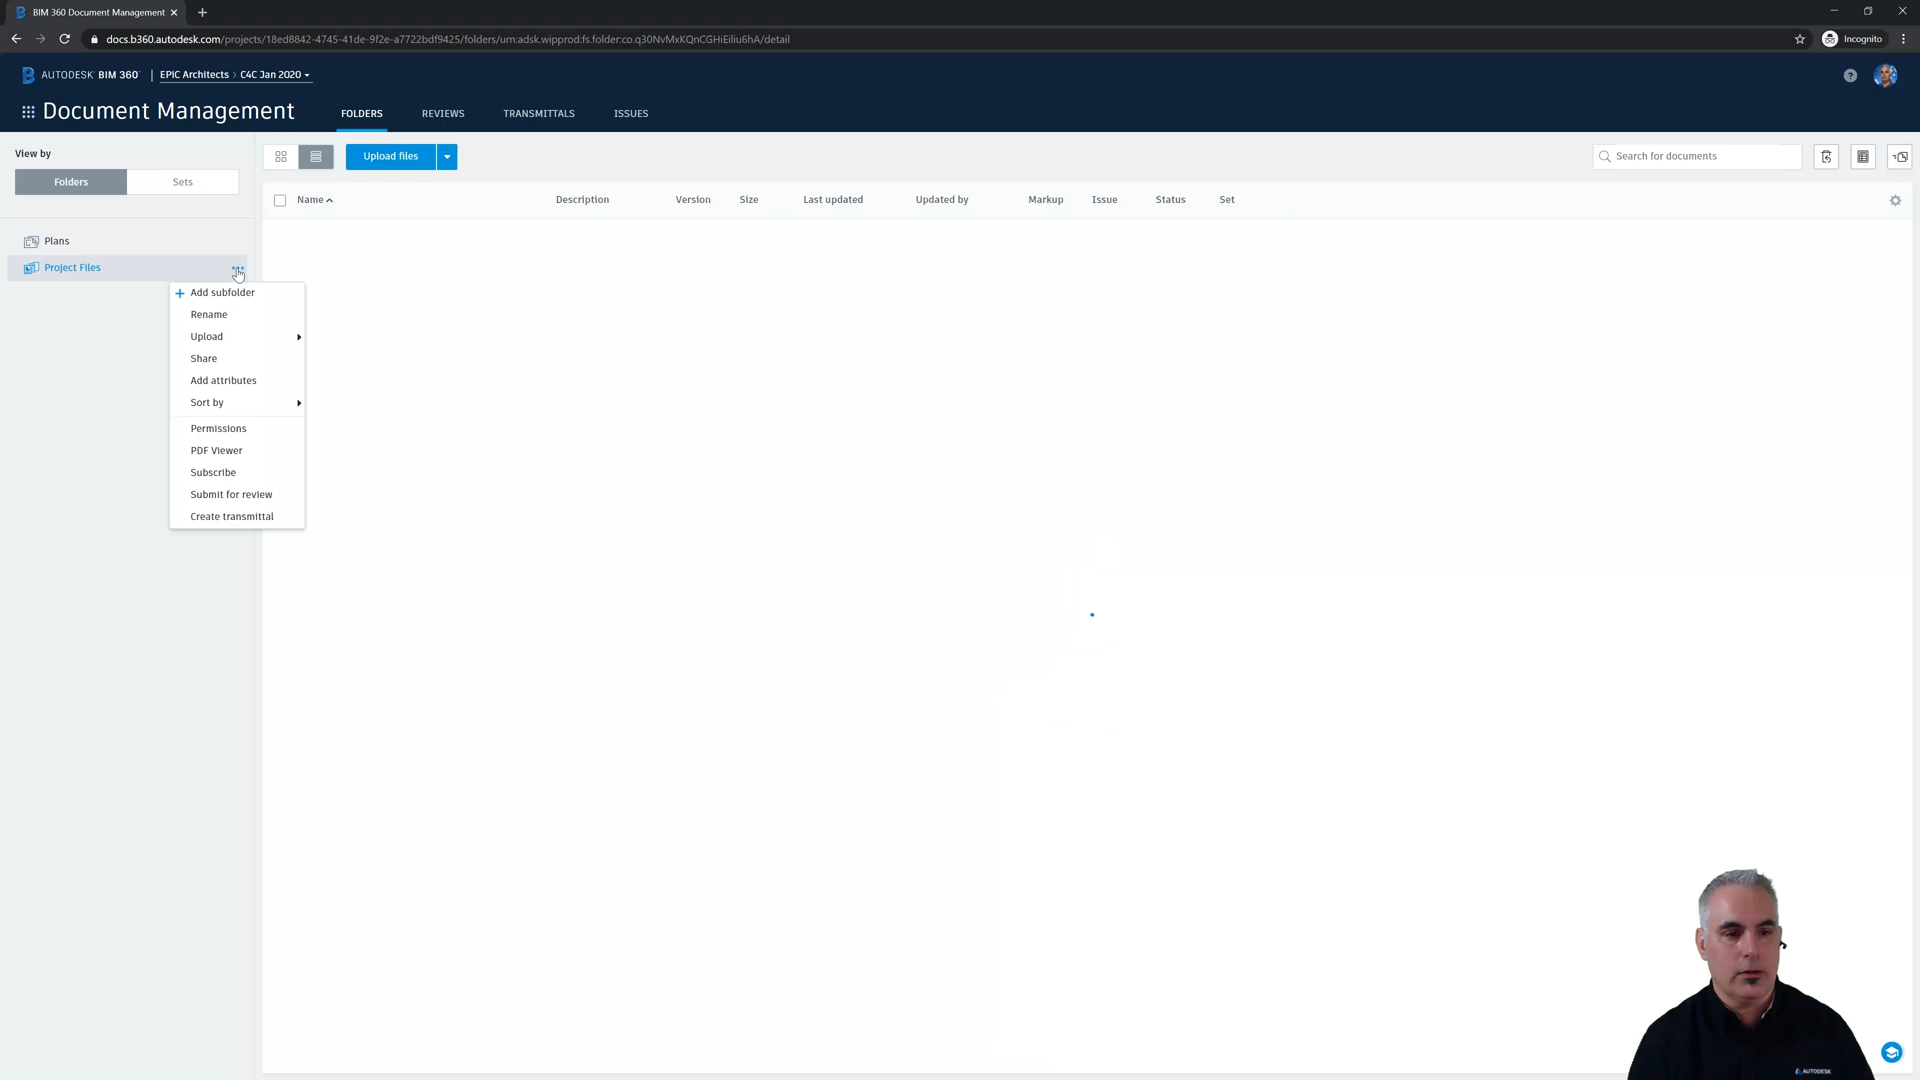 BIM 360 Document Management
docs.b360.autodesk.com/projects/18ed8842-4745-41de-9f2e-a7722bdf9425/folders/urn:adsk.wipprod:fs.folder:co.q30NvMxKQnCGHiEiliu6hA/detail
Incognito
AUTODESK BIM 360 | EPIC Architects > C4C Jan 2020
Document Management FOLDERS REVIEWS TRANSMITTALS ISSUES
View by
Folders Sets
Upload files
Search for documents
Name Description Version Size Last updated Updated by Markup Issue Status Set
Plans
Project Files
Add subfolder
Rename
Upload
Share
Add attributes
Sort by
Permissions
PDF Viewer
Subscribe
Submit for review
Create transmittal
AUTODESK